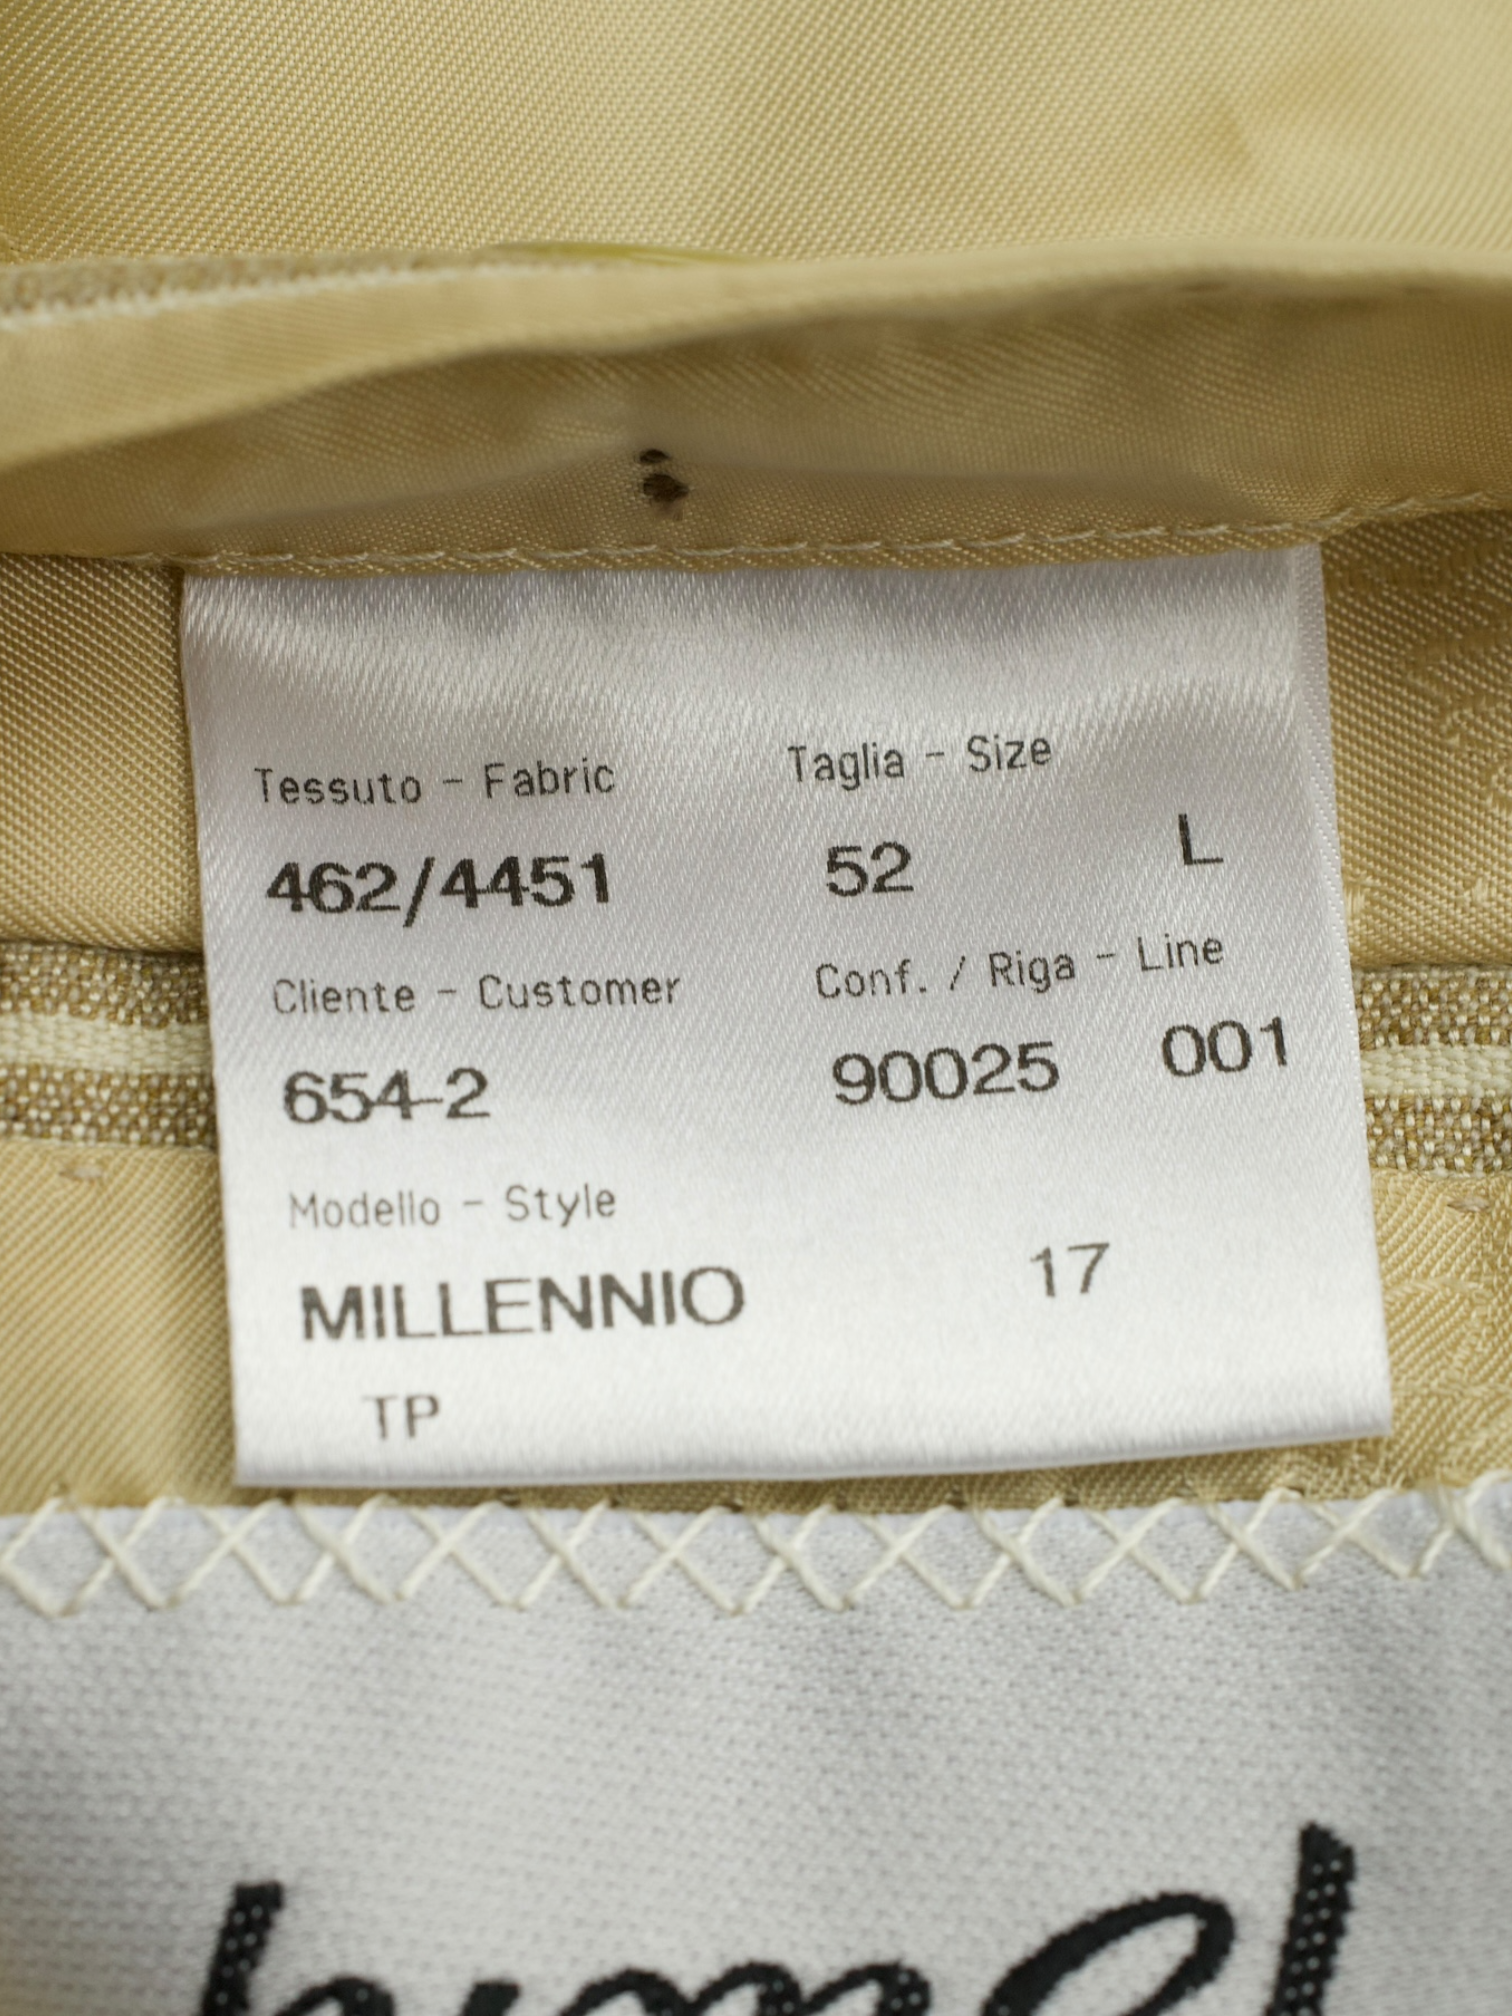 Tessuto - Fabric Taglia - Size
462/4451 52 L
Cliente - Customer Conf. / Riga - Line
654-2 90025 001
Modello - Style
MILLENNIO 17
TP